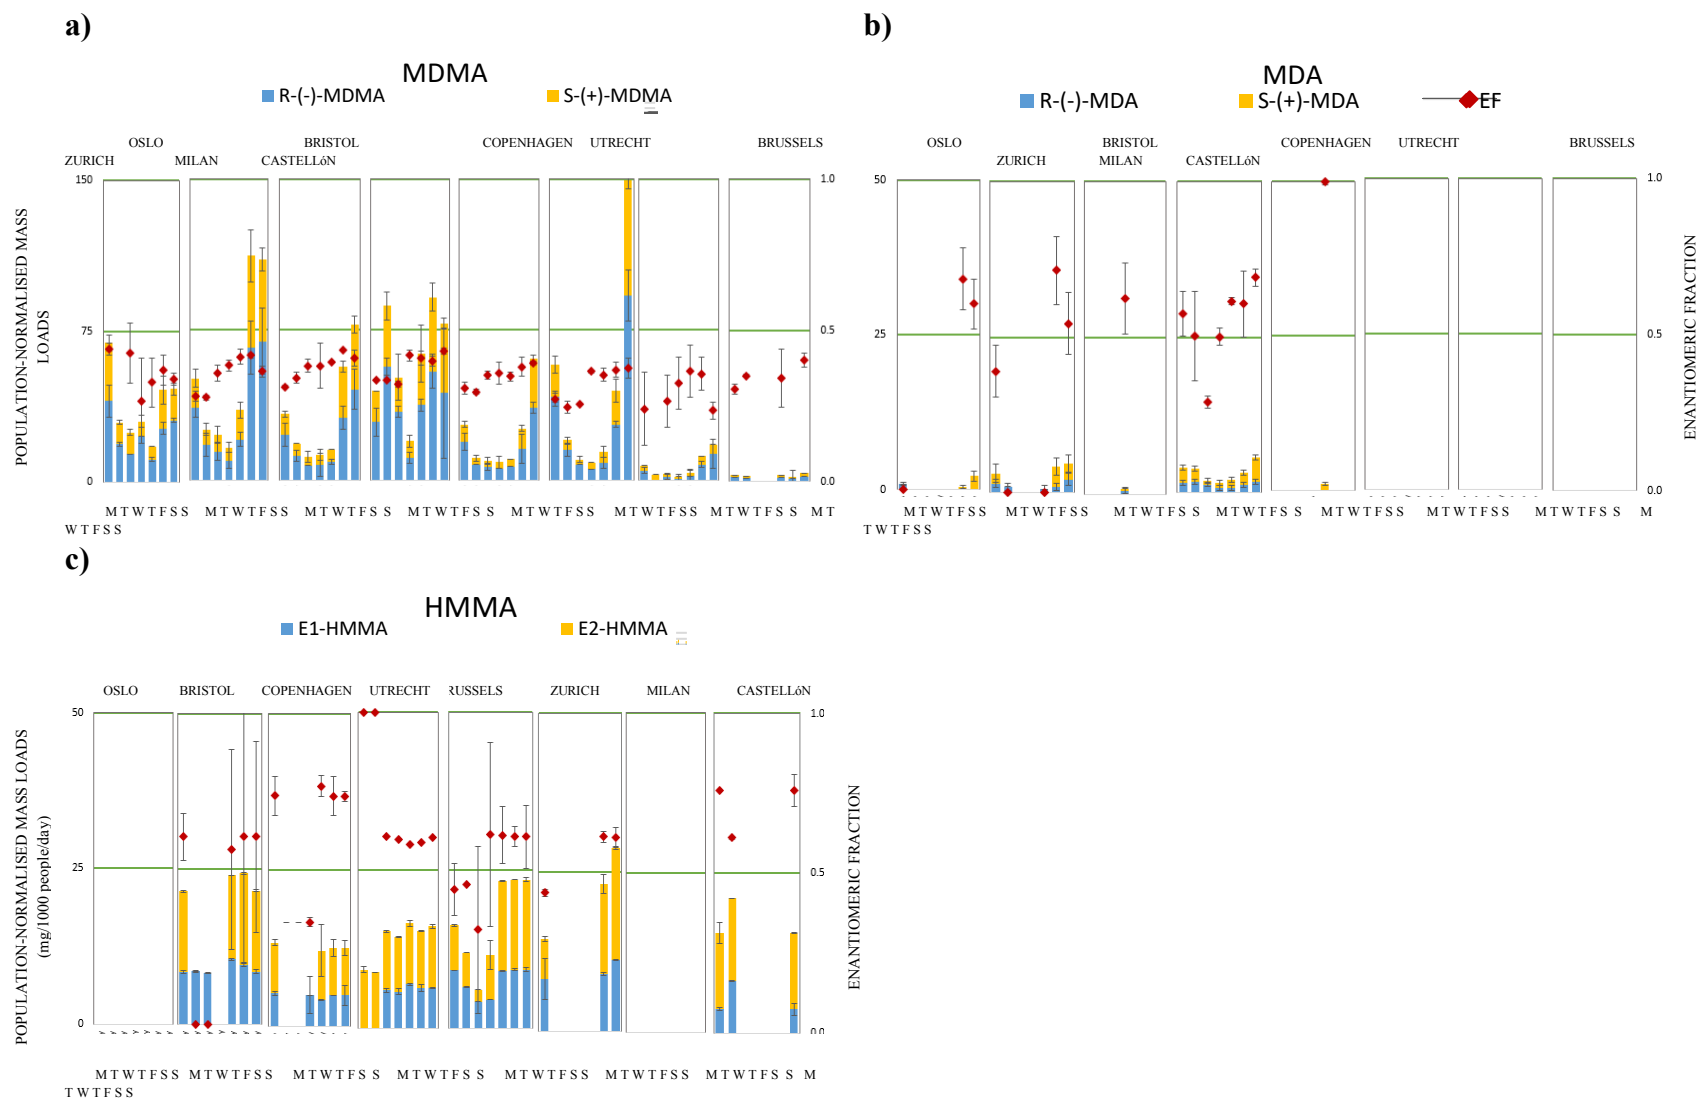 a)
MDMA
R-(-)-MDMA S-(+)-MDMA
OSLO BRISTOL COPENHAGEN UTRECHT BRUSSELS
ZURICH MILAN CASTELLóN
150 1.0
75 0.5
0 0.0
POPULATION-NORMALISED MASS
LOADS
M T W T F S S M T W T F S S M T W T F S S M T W T F S S M T W T F S S M T
W T F S S
b)
MDA
R-(-)-MDA S-(+)-MDA EF
OSLO BRISTOL COPENHAGEN UTRECHT BRUSSELS
ZURICH MILAN CASTELLóN
50 1.0
25 0.5
0 0.0
ENANTIOMERIC FRACTION
M T W T F S S M T W T F S S M T W T F S S M T W T F S S M T W T F S S M T W T F S S M
T W T F S S
c)
HMMA
E1-HMMA E2-HMMA
OSLO BRISTOL COPENHAGEN UTRECHT RUSSELS ZURICH MILAN CASTELLóN
50 1.0
25 0.5
0 0.0
POPULATION-NORMALISED MASS LOADS
(mg/1000 people/day)
ENANTIOMERIC FRACTION
M T W T F S S M T W T F S S M T W T F S S M T W T F S S M T W T F S S M T W T F S S M
T W T F S S